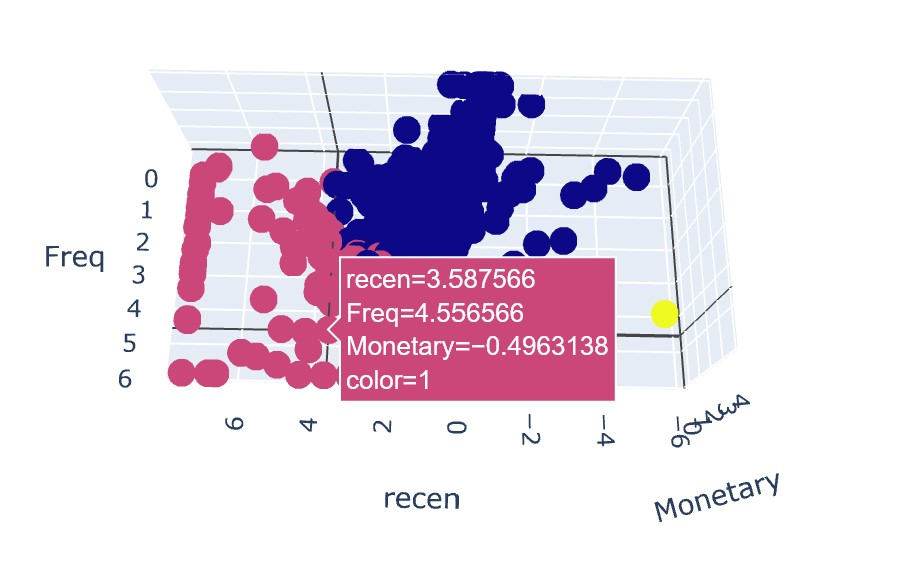 0
1
2
3
4
5
6
Freq
recen=3.587566
Freq=4.556566
Monetary=−0.4963138
color=1
6
4
2
0
−2
−4
−6
recen
Monetary